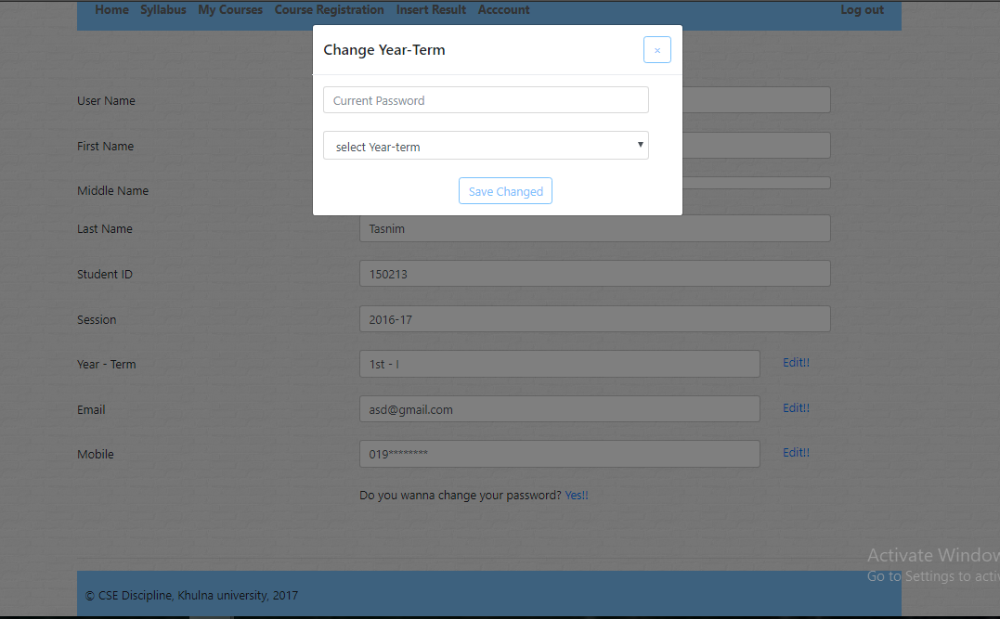 Home Syllabus My Courses Course Registration Insert Result Acccount Log out
Change Year-Term ×
Current Password
select Year-term
Save Changed
User Name
First Name
Middle Name
Last Name Tasnim
Student ID 150213
Session 2016-17
Year - Term 1st - I Edit!!
Email asd@gmail.com Edit!!
Mobile 019******** Edit!!
Do you wanna change your password? Yes!!
Activate Window
Go to Settings to activ
© CSE Discipline, Khulna university, 2017